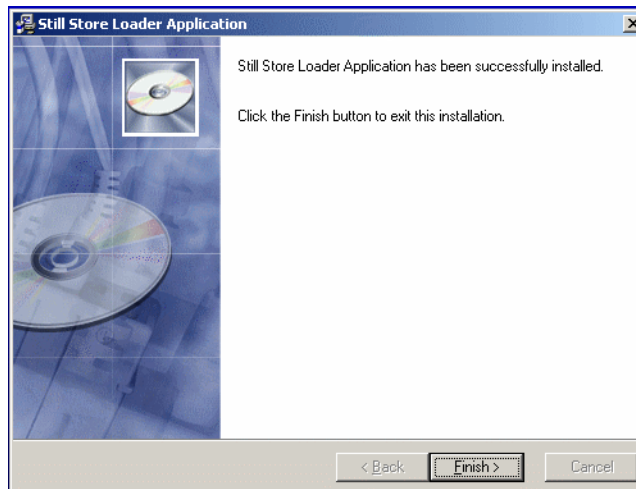 Still Store Loader Application
Still Store Loader Application has been successfully installed.
Click the Finish button to exit this installation.
< Back
Finish >
Cancel